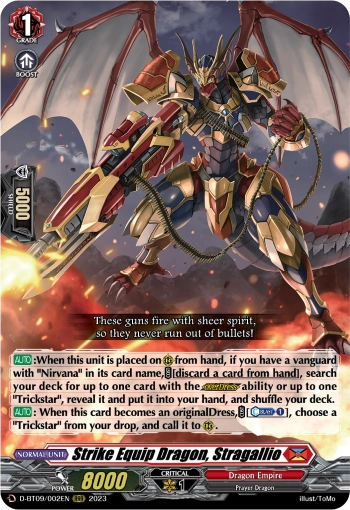 1
GRADE
BOOST
5000
SHIELD
These guns fire with sheer spirit,
so they never run out of bullets!
AUTO :When this unit is placed on RC from hand, if you have a vanguard
with "Nirvana" in its card name, [discard a card from hand], search
your deck for up to one card with the overDress ability or up to one
"Trickstar", reveal it and put it into your hand, and shuffle your deck.
AUTO : When this card becomes an originalDress, [BLAST 1], choose a
"Trickstar" from your drop, and call it to RC .
NORMAL UNIT Strike Equip Dragon, Stragallio
POWER 8000 CRITICAL 1 Dragon Empire
Prayer Dragon
D-BT09/002EN RRR 2023 illust/ToMo